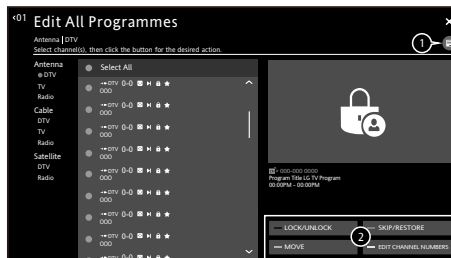 ‹01 Edit All Programmes ×
Antenna | DTV
Select channel(s), then click the button for the desired action.
1
Antenna
DTV
TV
Radio
Cable
DTV
TV
Radio
Satellite
DTV
Radio
Select All
DTV 0-0
000
DTV 0-0
000
DTV 0-0
000
DTV 0-0
000
DTV 0-0
000
DTV 0-0
000
DTV 0-0
000
DTV 0-0
000
000-000 0000
Program Title LG TV Program
00:00PM ~ 00:00PM
LOCK/UNLOCK
SKIP/RESTORE
2
MOVE
EDIT CHANNEL NUMBERS